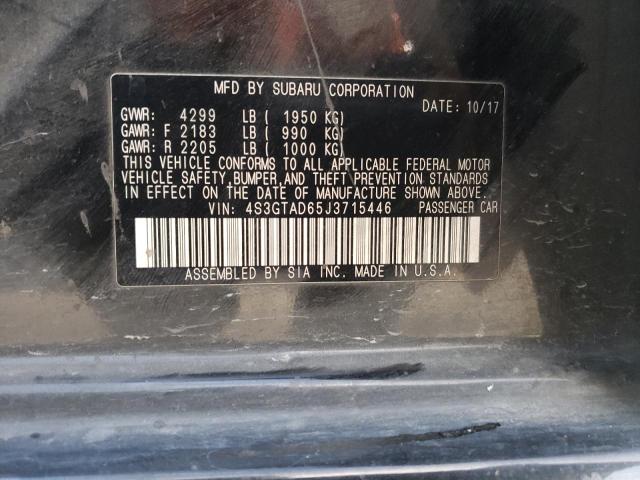 MFD BY SUBARU CORPORATION
DATE: 10/17
GVWR: 4299 LB ( 1950 KG)
GAWR: F 2183 LB ( 990 KG)
GAWR: R 2205 LB ( 1000 KG)
THIS VEHICLE CONFORMS TO ALL APPLICABLE FEDERAL MOTOR
VEHICLE SAFETY,BUMPER,AND THEFT PREVENTION STANDARDS
IN EFFECT ON THE DATE OF MANUFACTURE SHOWN ABOVE.
VIN: 4S3GTAD65J3715446 PASSENGER CAR
ASSEMBLED BY SIA INC. MADE IN U.S.A.